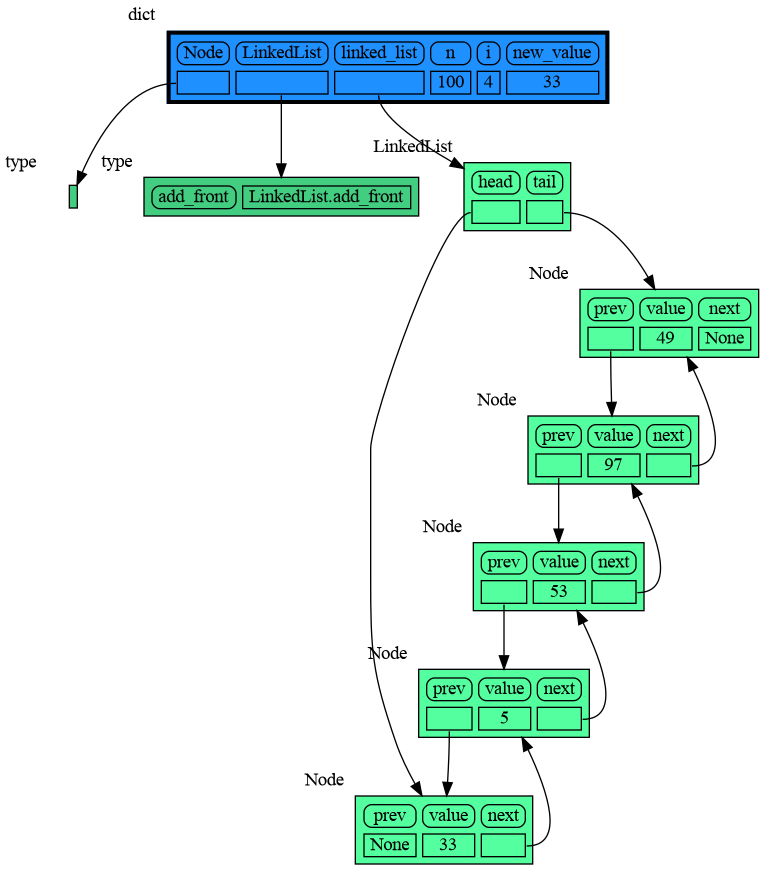 dict
Node LinkedList linked_list n i new_value
100 4 33
type
type
add_front LinkedList.add_front
LinkedList
head tail
Node
prev value next
49 None
Node
prev value next
97
Node
prev value next
53
Node
prev value next
5
Node
prev value next
None 33